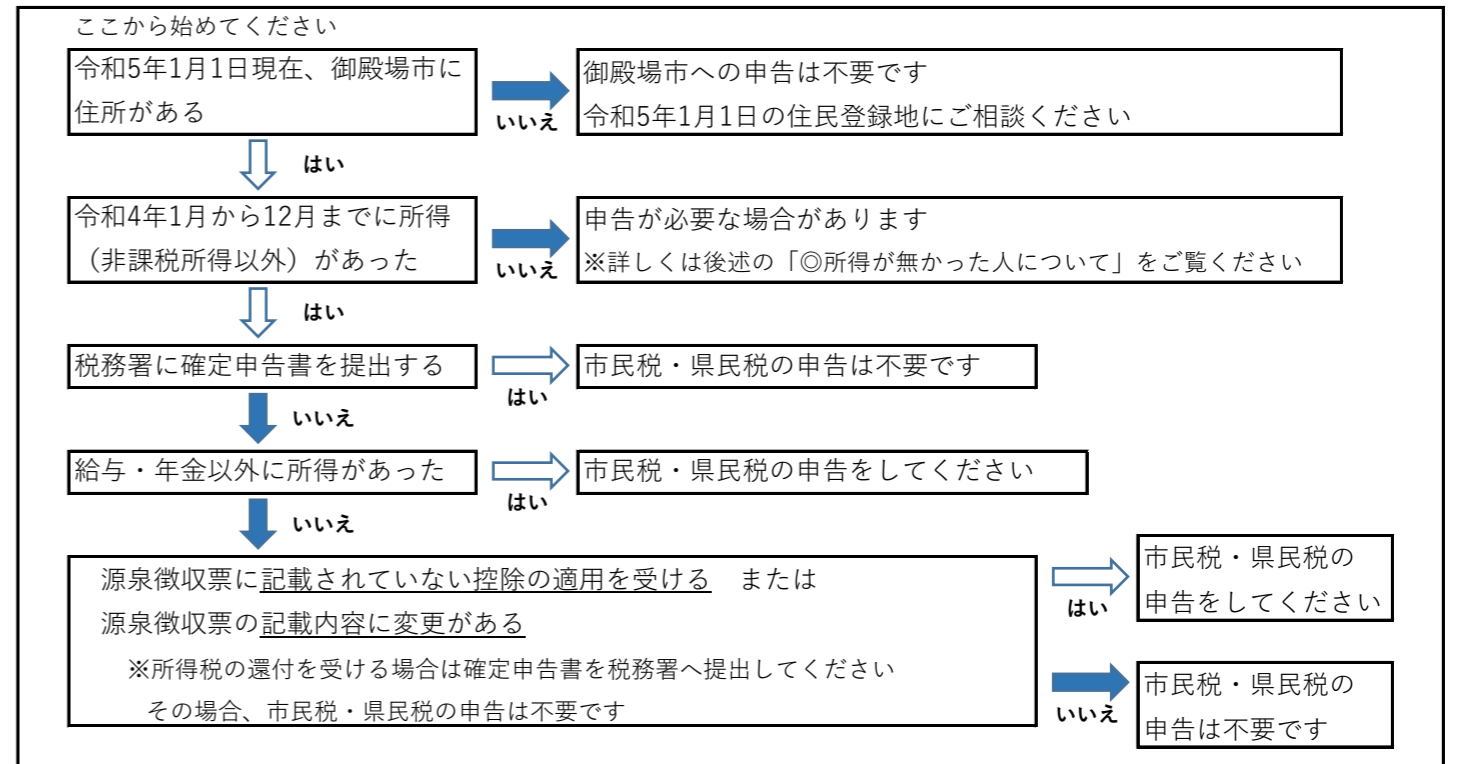 ここから始めてください
令和5年1月1日現在、御殿場市に
住所がある
いいえ
御殿場市への申告は不要です
令和5年1月1日の住民登録地にご相談ください
はい
令和4年1月から12月までに所得
（非課税所得以外）があった
いいえ
申告が必要な場合があります
※詳しくは後述の「◎所得が無かった人について」をご覧ください
はい
税務署に確定申告書を提出する
はい
市民税・県民税の申告は不要です
いいえ
給与・年金以外に所得があった
はい
市民税・県民税の申告をしてください
いいえ
源泉徴収票に記載されていない控除の適用を受ける　または
源泉徴収票の記載内容に変更がある
※所得税の還付を受ける場合は確定申告書を税務署へ提出してください
その場合、市民税・県民税の申告は不要です
はい
市民税・県民税の
申告をしてください
いいえ
市民税・県民税の
申告は不要です